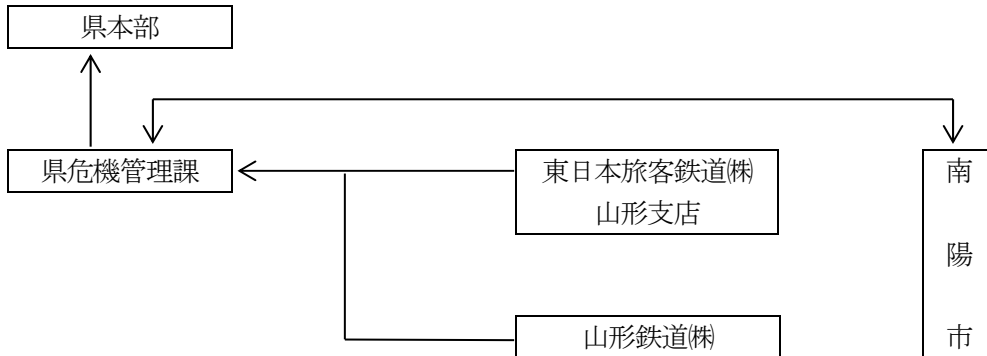 県本部
県危機管理課
東日本旅客鉄道㈱
山形支店
山形鉄道㈱
南
陽
市